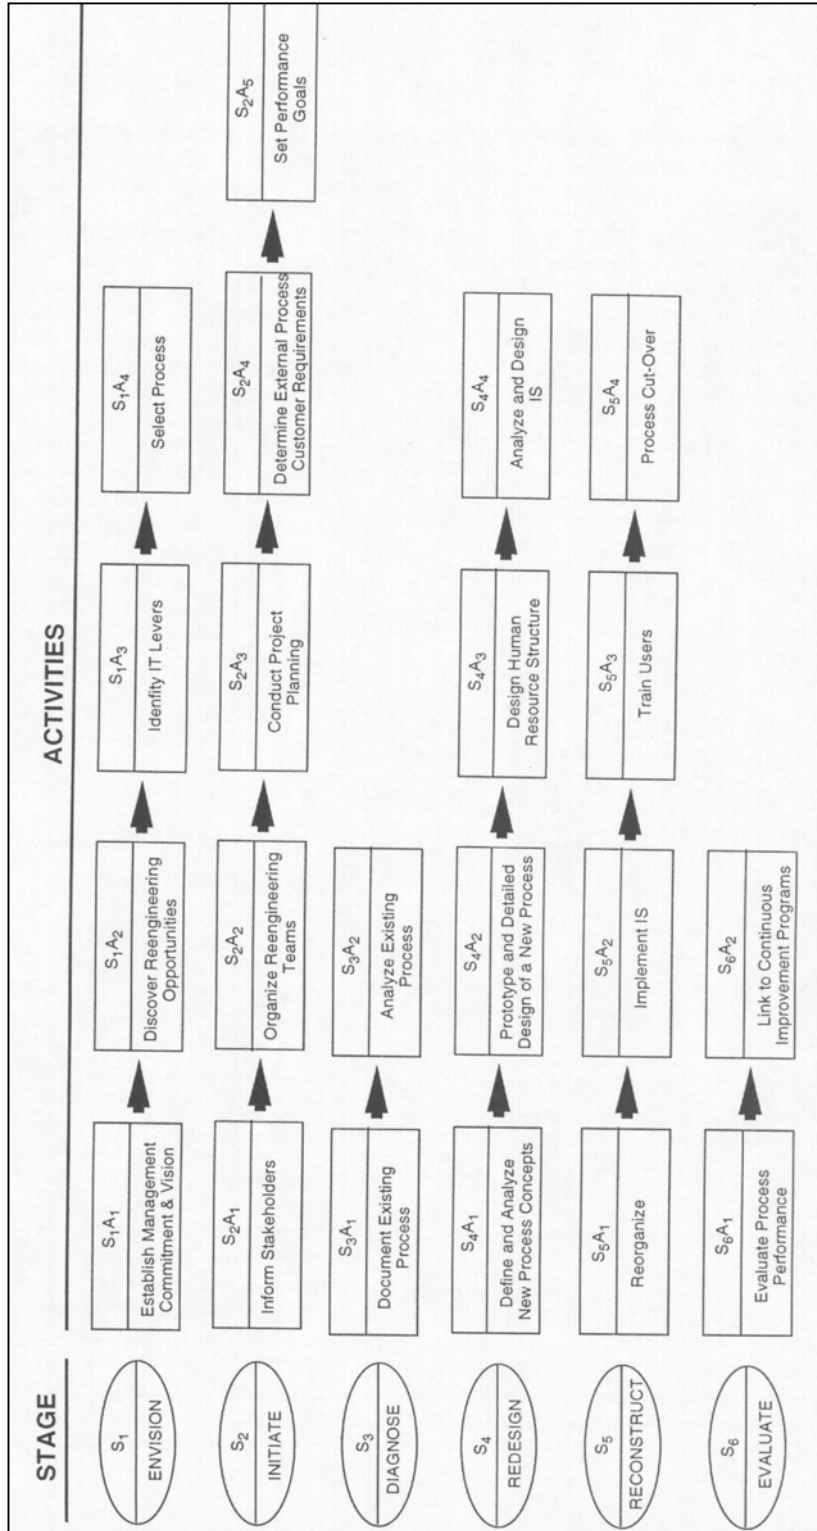 STAGE
ACTIVITIES
S₁
ENVISION
S₁A₁
Establish Management
Commitment & Vision
S₁A₂
Discover Reengineering
Opportunities
S₁A₃
Idenfity IT Levers
S₁A₄
Select Process
S₂
INITIATE
S₂A₁
Inform Stakeholders
S₂A₂
Organize Reengineering
Teams
S₂A₃
Conduct Project
Planning
S₂A₄
Determine External Process
Customer Requirements
S₂A₅
Set Performance
Goals
S₃
DIAGNOSE
S₃A₁
Document Existing
Process
S₃A₂
Analyze Existing
Process
S₄
REDESIGN
S₄A₁
Define and Analyze
New Process Concepts
S₄A₂
Prototype and Detailed
Design of a New Process
S₄A₃
Design Human
Resource Structure
S₄A₄
Analyze and Design
IS
S₅
RECONSTRUCT
S₅A₁
Reorganize
S₅A₂
Implement IS
S₅A₃
Train Users
S₅A₄
Process Cut-Over
S₆
EVALUATE
S₆A₁
Evaluate Process
Performance
S₆A₂
Link to Continuous
Improvement Programs